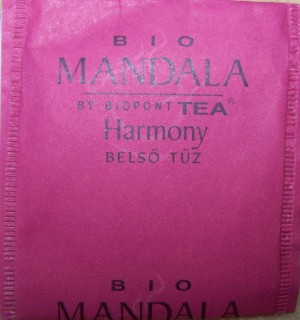 BIO
MANDALA
BY BIOPONT TEA®
Harmony
BELSŐ TŰZ
BIO
MANDALA